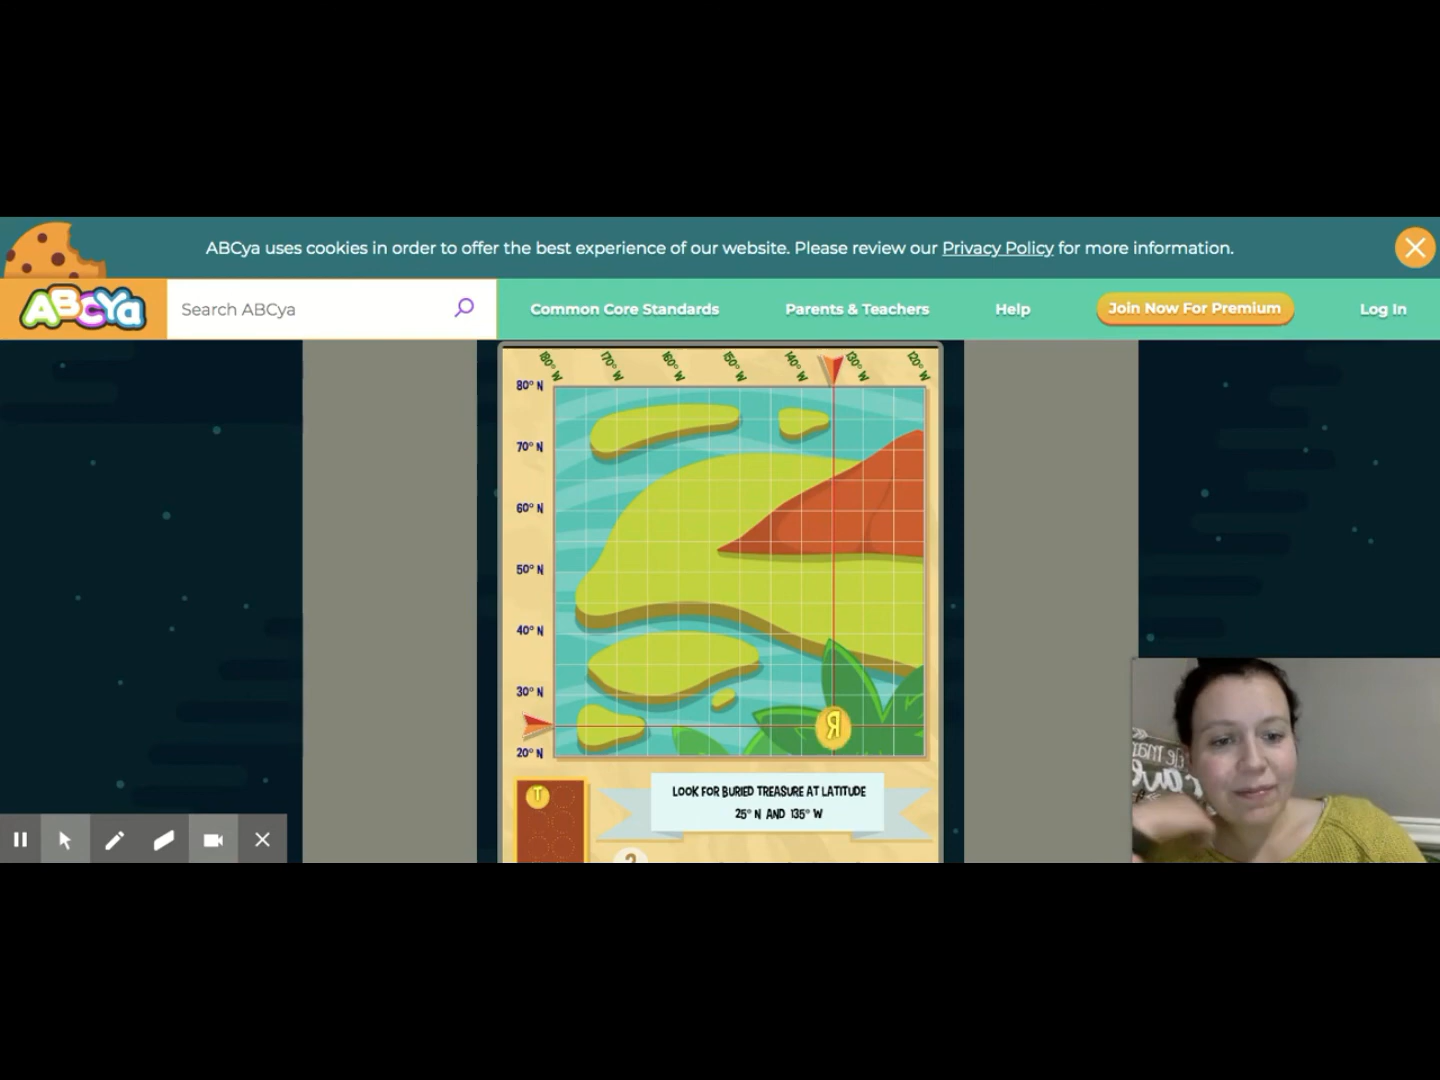 ABCya uses cookies in order to offer the best experience of our website. Please review our Privacy Policy for more information.
ABCYa
Search ABCya
Common Core Standards
Parents & Teachers
Help
Join Now For Premium
Log In
180° W
170° W
160° W
150° W
140° W
130° W
120° W
80° N
70° N
60° N
50° N
40° N
30° N
20° N
R
T
LOOK FOR BURIED TREASURE AT LATITUDE
25° N AND 135° W